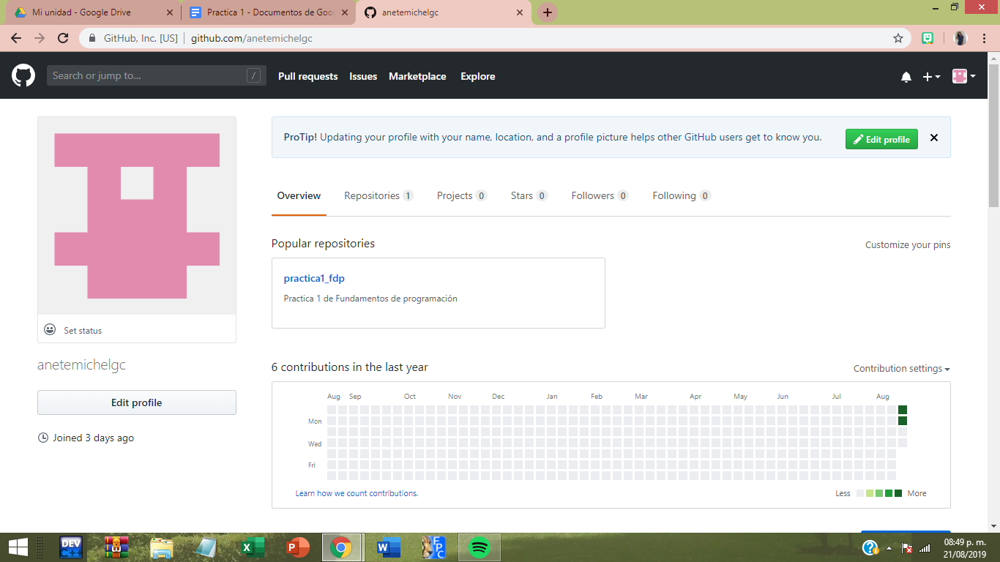 Mi unidad - Google Drive
Practica 1 - Documentos de Goo
anetemichelgc
GitHub, Inc. [US]
github.com/anetemichelgc
Search or jump to...
/
Pull requests
Issues
Marketplace
Explore
ProTip! Updating your profile with your name, location, and a profile picture helps other GitHub users get to know you.
Edit profile
Overview
Repositories 1
Projects 0
Stars 0
Followers 0
Following 0
Popular repositories
Customize your pins
practica1_fdp
Practica 1 de Fundamentos de programación
Set status
anetemichelgc
Edit profile
Joined 3 days ago
6 contributions in the last year
Contribution settings
Aug Sep Oct Nov Dec Jan Feb Mar Apr May Jun Jul Aug
Mon
Wed
Fri
Learn how we count contributions.
Less
More
DEV
C++
08:49 p. m.
21/08/2019